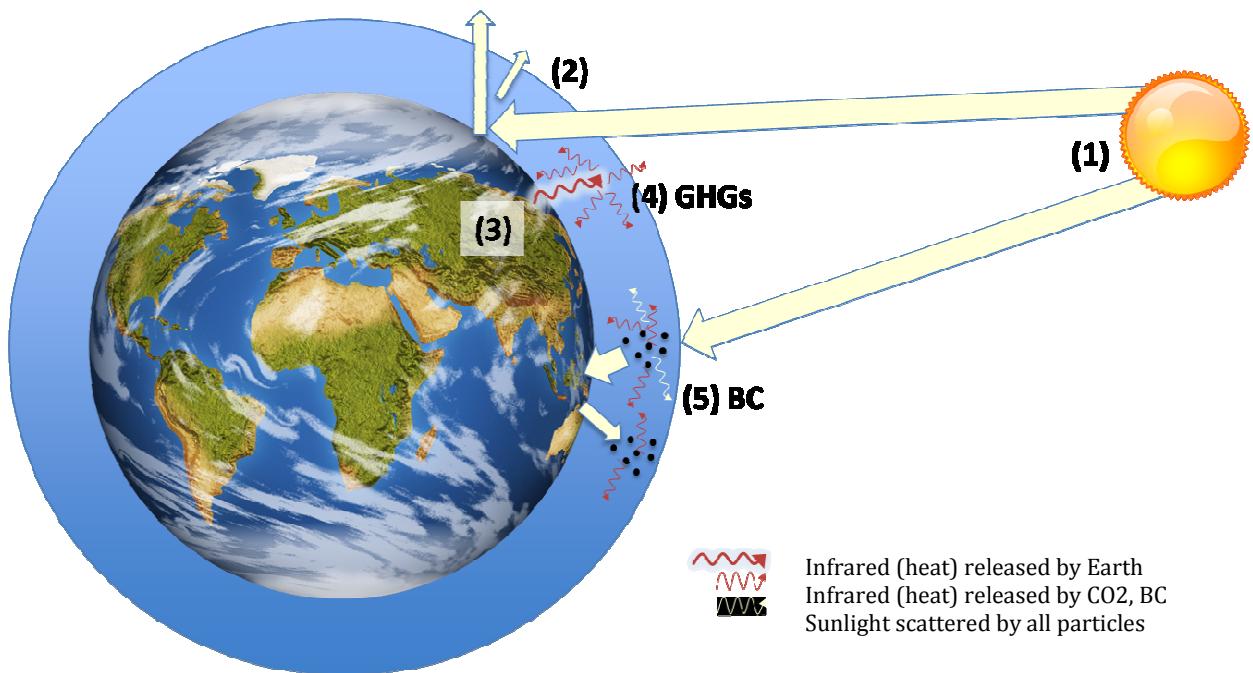 (2)
(1)
(4) GHGs
(3)
(5) BC
Infrared (heat) released by Earth
Infrared (heat) released by CO2, BC
Sunlight scattered by all particles